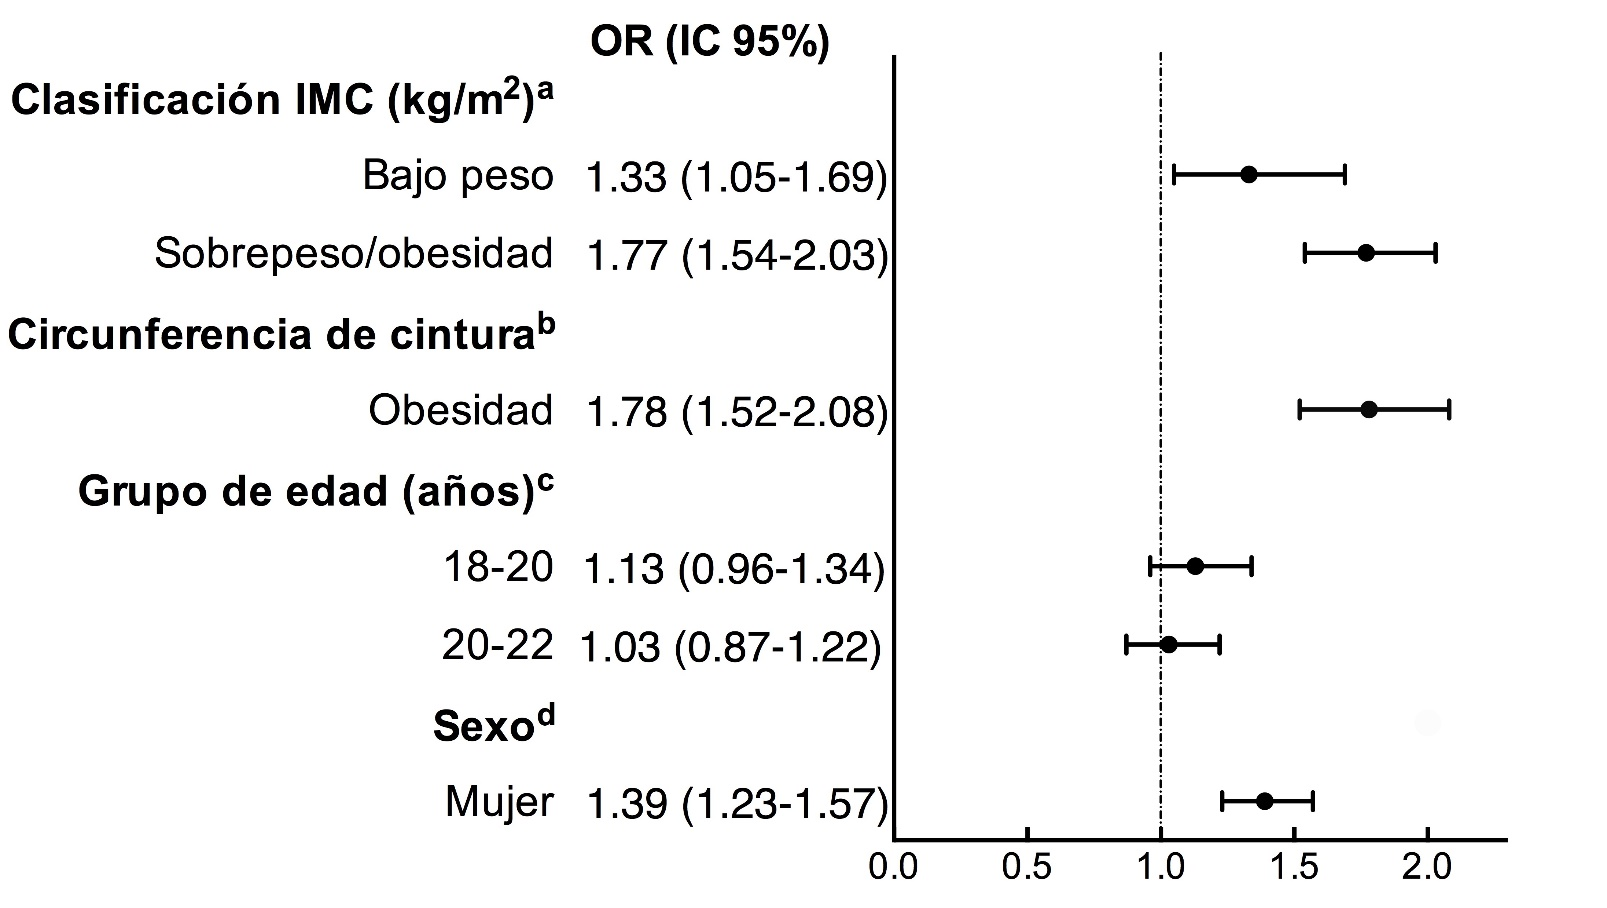 OR (IC 95%)
Clasificación IMC (kg/m²)ᵃ
Bajo peso 1.33 (1.05-1.69)
Sobrepeso/obesidad 1.77 (1.54-2.03)
Circunferencia de cinturaᵇ
Obesidad 1.78 (1.52-2.08)
Grupo de edad (años)ᶜ
18-20 1.13 (0.96-1.34)
20-22 1.03 (0.87-1.22)
Sexoᵈ
Mujer 1.39 (1.23-1.57)
0.0 0.5 1.0 1.5 2.0